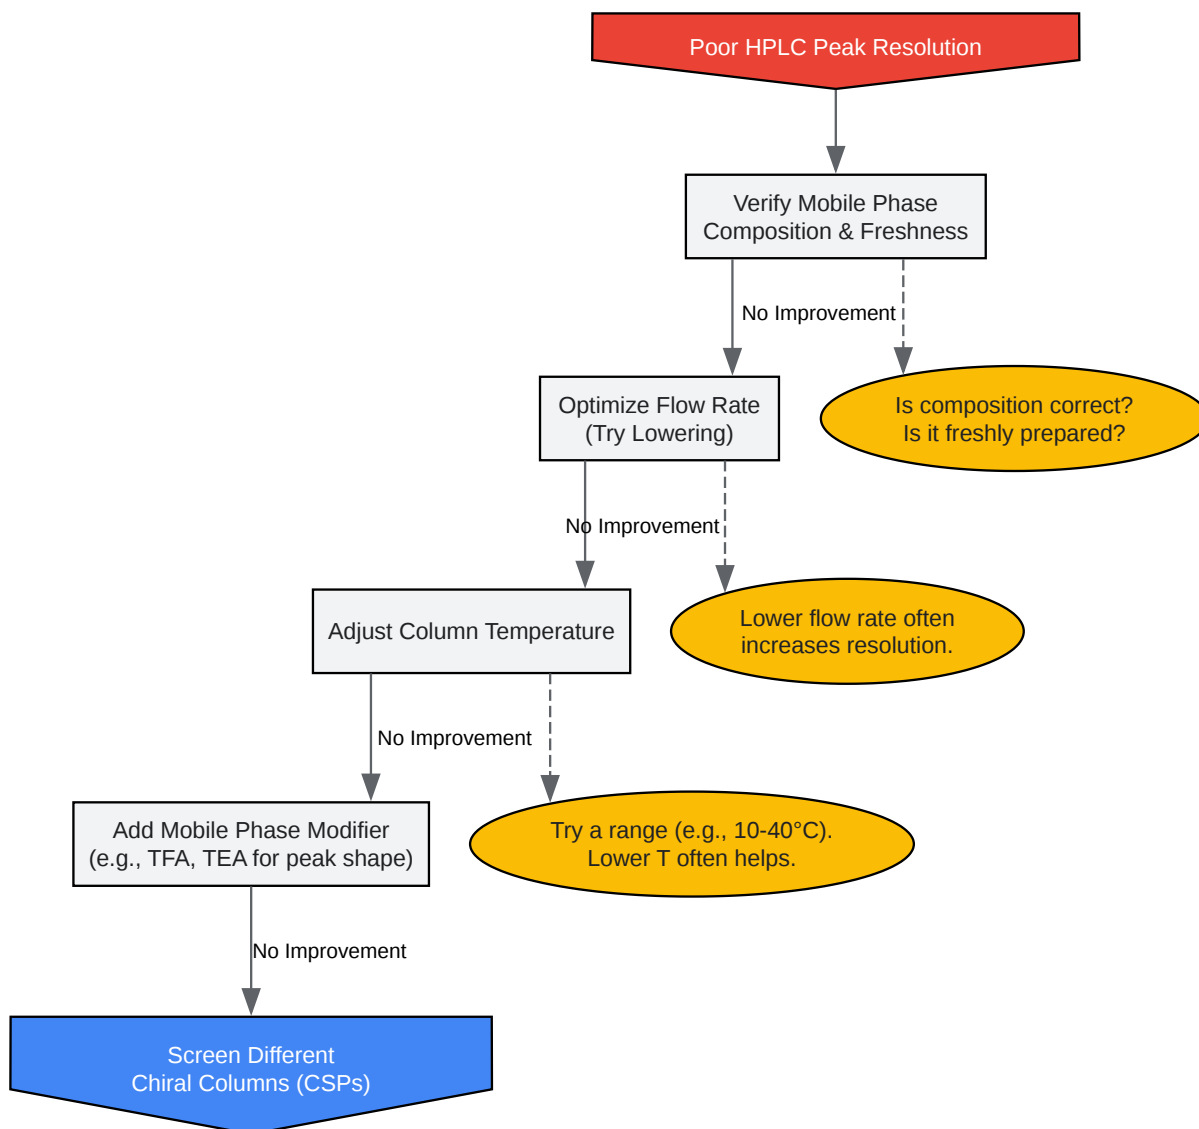 Poor HPLC Peak Resolution
Verify Mobile Phase
Composition & Freshness
No Improvement
Optimize Flow Rate
(Try Lowering)
Is composition correct?
Is it freshly prepared?
No Improvement
Adjust Column Temperature
Lower flow rate often
increases resolution.
No Improvement
Add Mobile Phase Modifier
(e.g., TFA, TEA for peak shape)
Try a range (e.g., 10-40°C).
Lower T often helps.
No Improvement
Screen Different
Chiral Columns (CSPs)